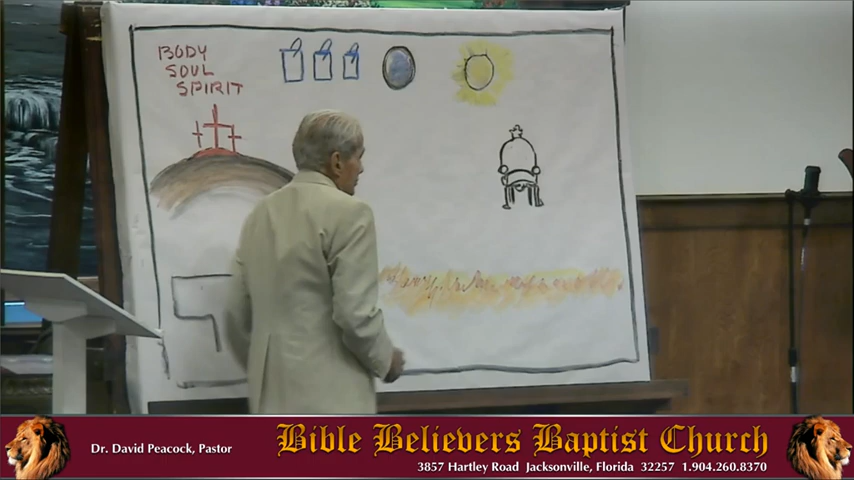 BODY
SOUL
SPIRIT
Dr. David Peacock, Pastor
Bible Believers Baptist Church
3857 Hartley Road Jacksonville, Florida 32257 1.904.260.8370